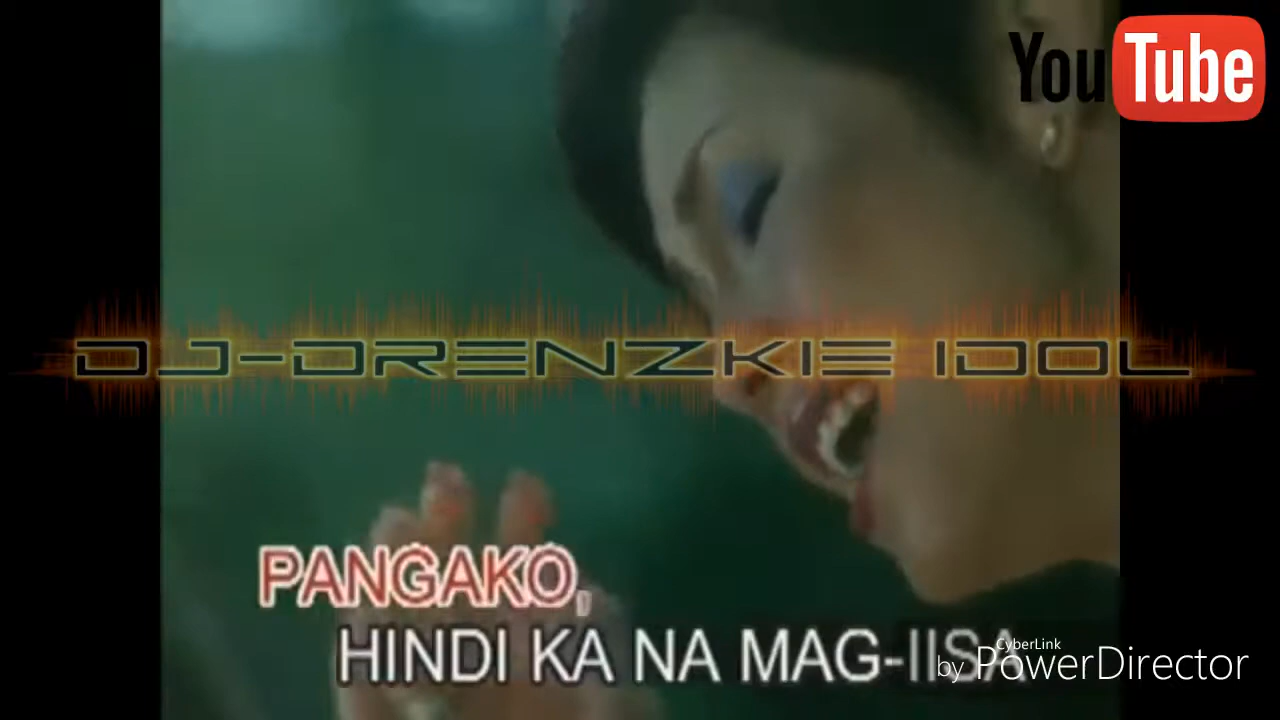 YouTube
DJ-DRENZKIE IDOL
PANGAKO,
HINDI KA NA MAG-IISA
CyberLink
by PowerDirector